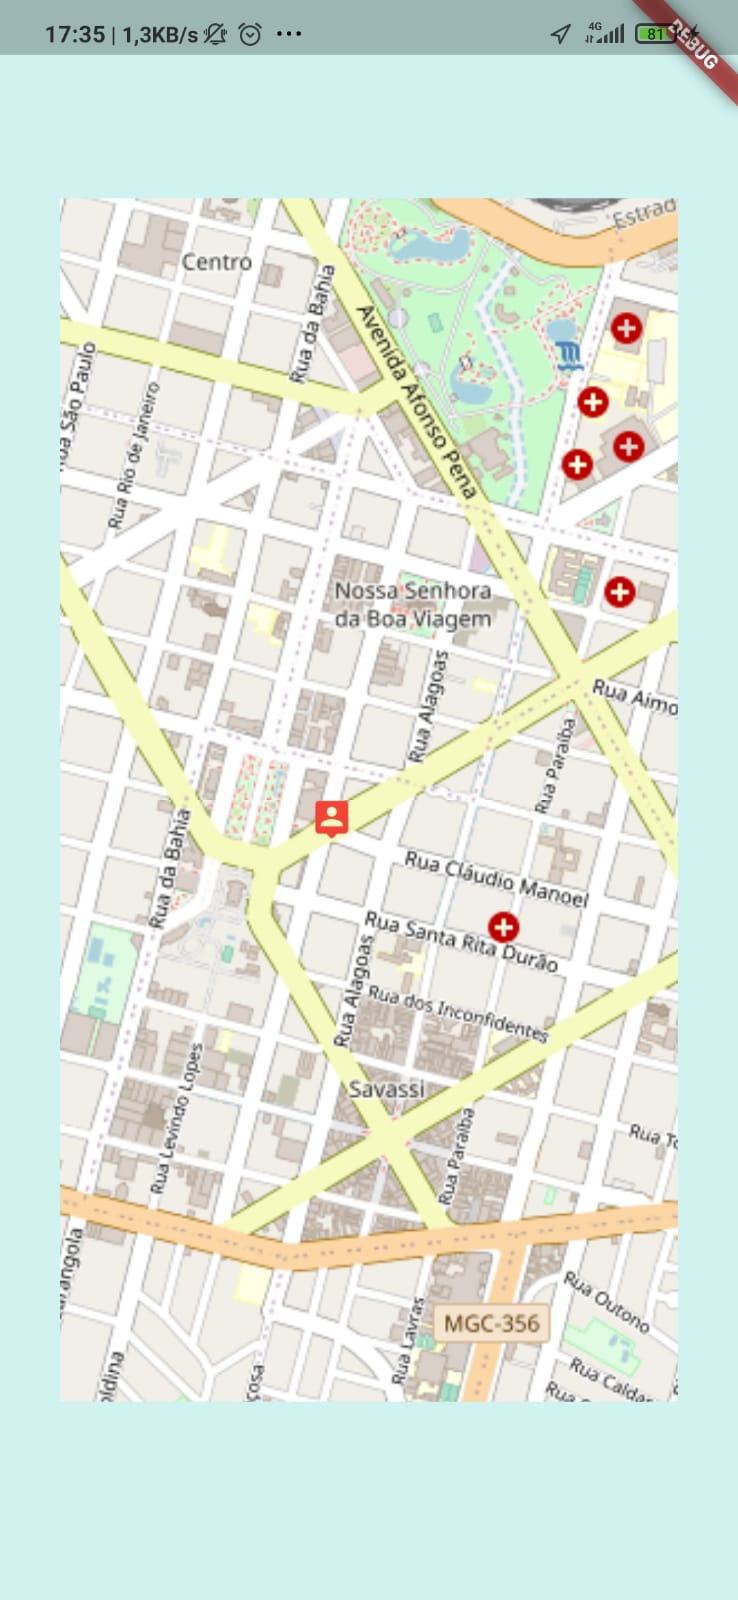 17:35 | 1,3KB/s
4G
81
DEBUG
Estrad
Centro
Rua da Bahia
Avenida Afonso Pena
ua São Paulo
Rua Rio de Janeiro
Nossa Senhora
da Boa Viagem
Rua Alagoas
Rua Aimo
Rua Paraíba
Rua da Bahia
Rua Cláudio Manoel
Rua Santa Rita Durão
Rua Alagoas
Rua dos Inconfidentes
Savassi
Rua Levindo Lopes
Rua Paraíba
Rua To
arangola
Rua Outono
MGC-356
Rua Lavras
oldina
çosa
Rua Caldas
Rua